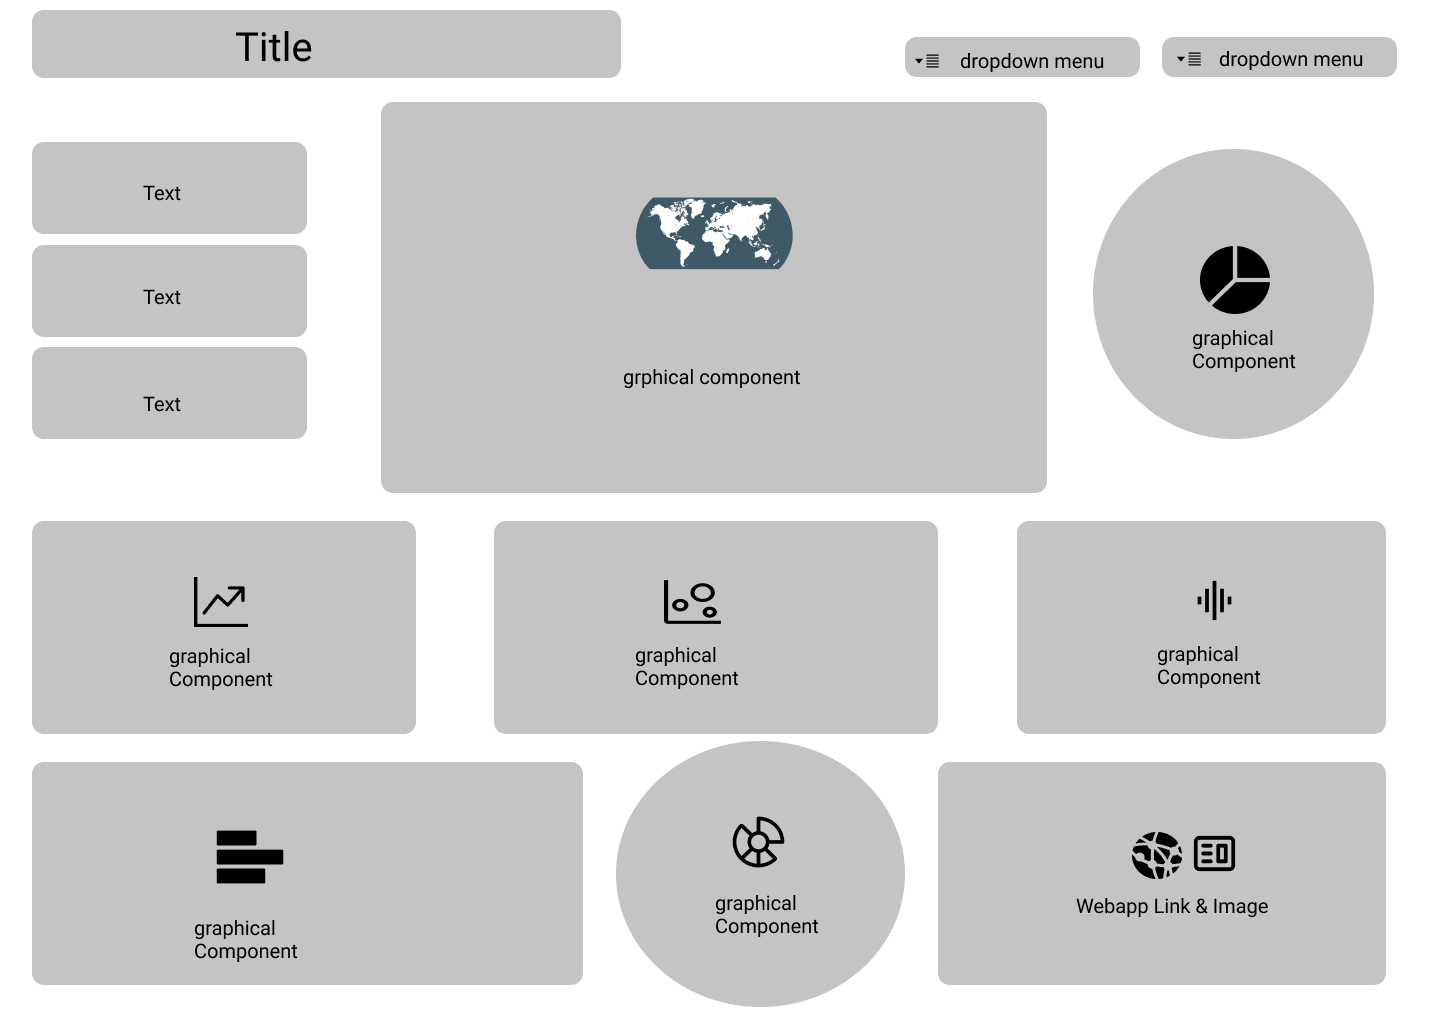 Title
dropdown menu
dropdown menu
Text
Text
Text
grphical component
graphical
Component
graphical
Component
graphical
Component
graphical
Component
graphical
Component
graphical
Component
Webapp Link & Image